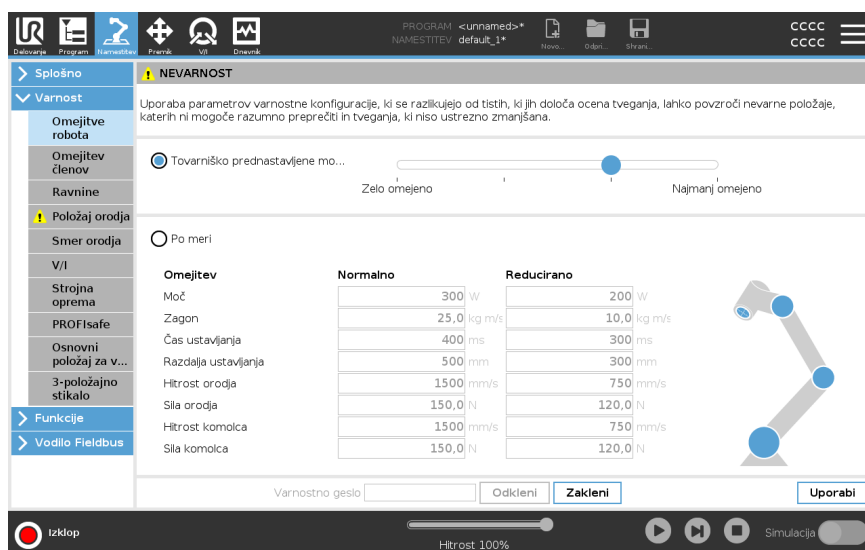 PROGRAM <unnamed>*
NAMESTITEV default_1*
CCCC
CCCC
Delovanje Program Namestitev Premik V/I Dnevnik Novo... Odpri... Shrani...
Splošno
Varnost
Omejitve robota
Omejitev členov
Ravnine
Položaj orodja
Smer orodja
V/I
Strojna oprema
PROFIsafe
Osnovni položaj za v...
3-položajno stikalo
Funkcije
Vodilo Fieldbus
NEVARNOST
Uporaba parametrov varnostne konfiguracije, ki se razlikujejo od tistih, ki jih določa ocena tveganja, lahko povzroči nevarne položaje,
katerih ni mogoče razumno preprečiti in tveganja, ki niso ustrezno zmanjšana.
Tovarniško prednastavljene mo...
Zelo omejeno Najmanj omejeno
Po meri
Omejitev Normalno Reducirano
Moč 300 W 200 W
Zagon 25,0 kg m/s 10,0 kg m/s
Čas ustavljanja 400 ms 300 ms
Razdalja ustavljanja 500 mm 300 mm
Hitrost orodja 1500 mm/s 750 mm/s
Sila orodja 150,0 N 120,0 N
Hitrost komolca 1500 mm/s 750 mm/s
Sila komolca 150,0 N 120,0 N
Varnostno geslo Odkleni Zakleni Uporabi
Izklop
Hitrost 100%
Simulacija